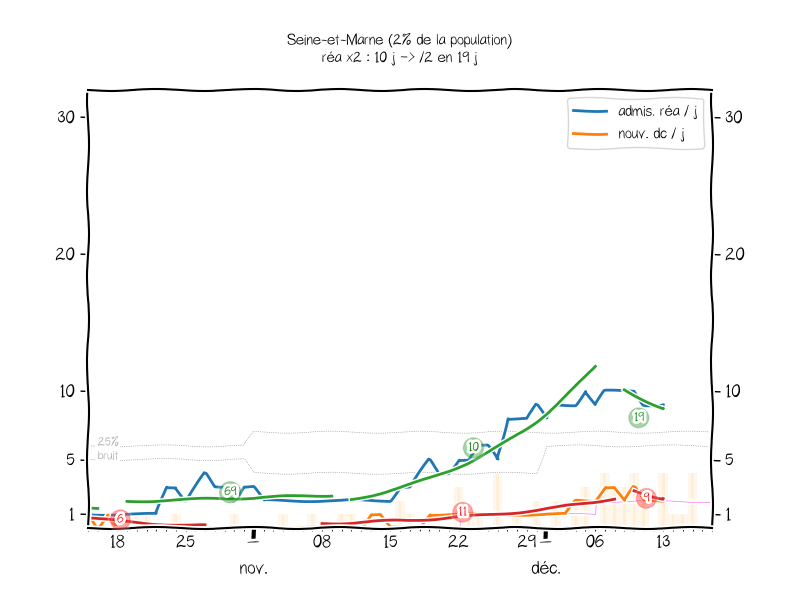 Seine-et-Marne (2% de la population)
réa x2 : 10 j -> /2 en 19 j
admis. réa / j
nouv. dc / j
30 30
20 20
10 10
5 5
1 1
25%
bruit
69
10
19
6
11
9
18 25 08 15 22 29 06 13
nov. déc.